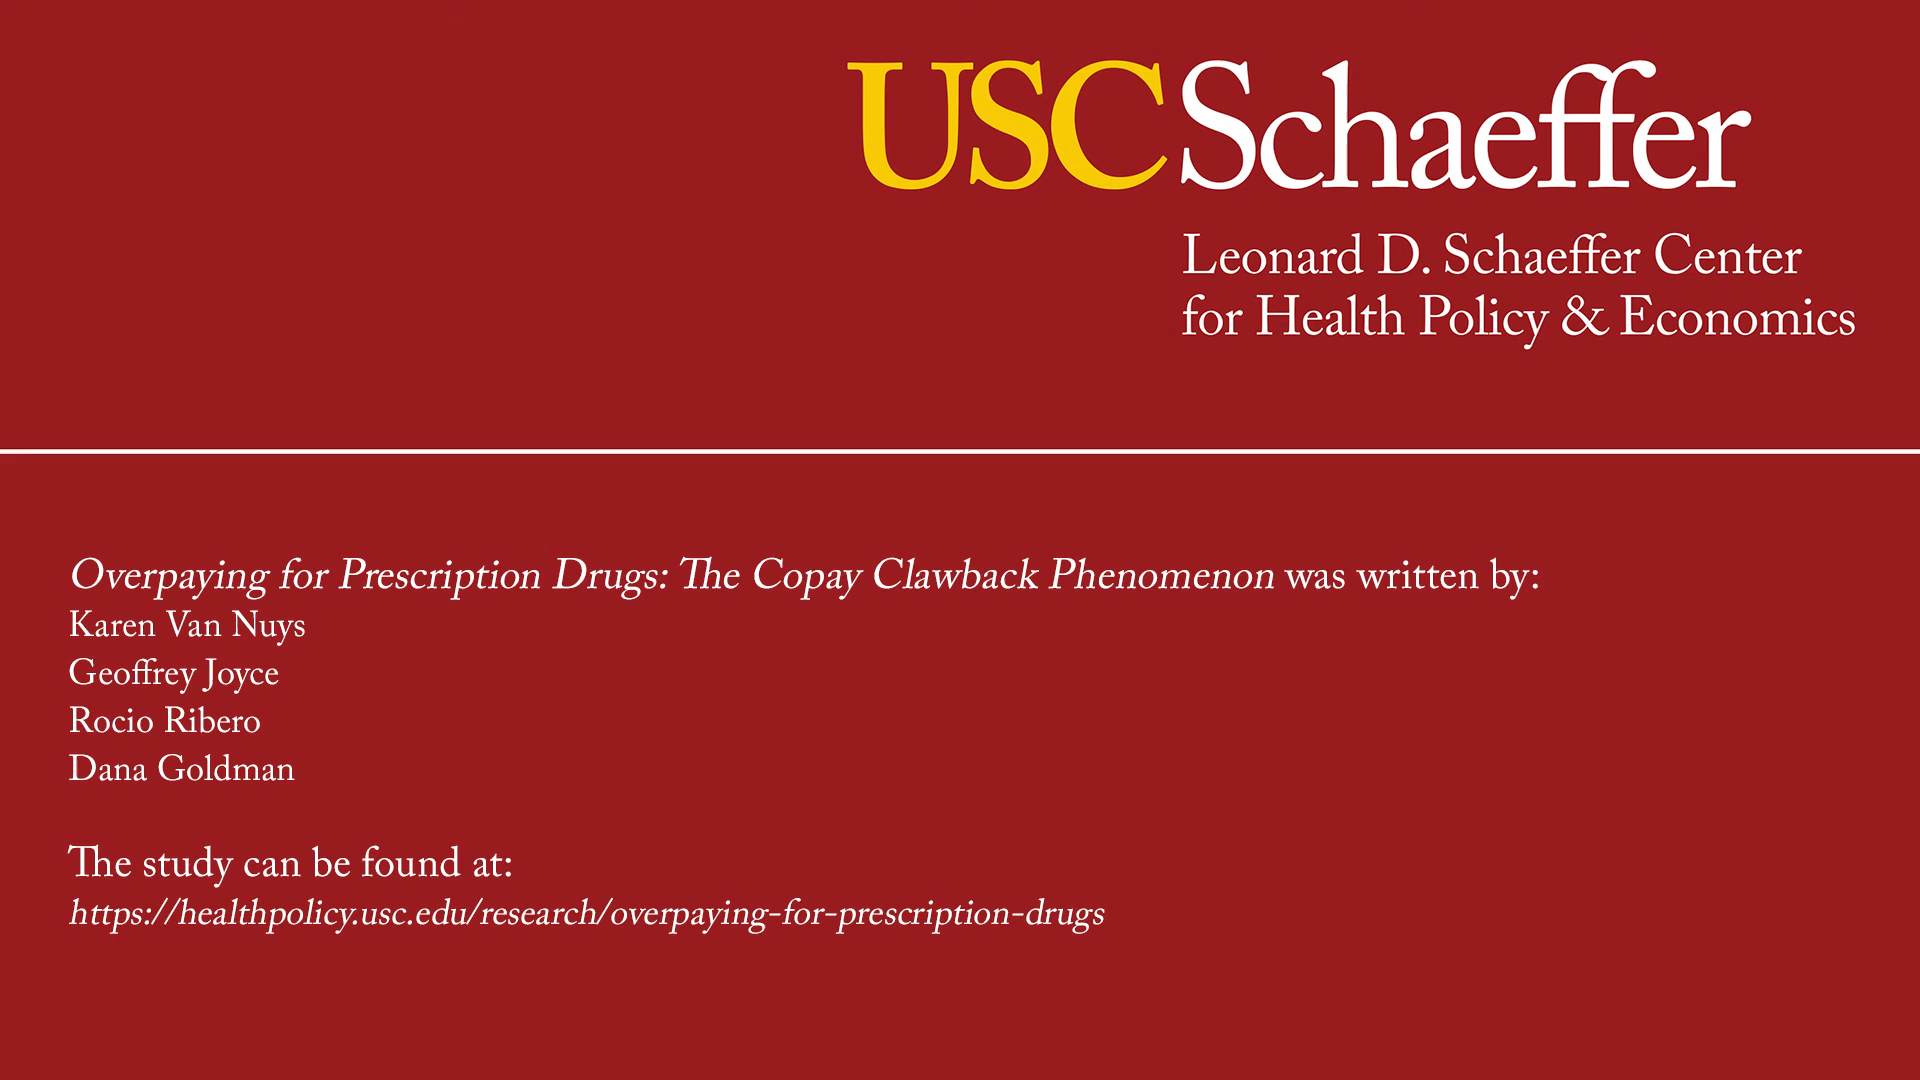 USC Schaeffer
Leonard D. Schaeffer Center
for Health Policy & Economics
Overpaying for Prescription Drugs: The Copay Clawback Phenomenon was written by:
Karen Van Nuys
Geoffrey Joyce
Rocio Ribero
Dana Goldman
The study can be found at:
https://healthpolicy.usc.edu/research/overpaying-for-prescription-drugs